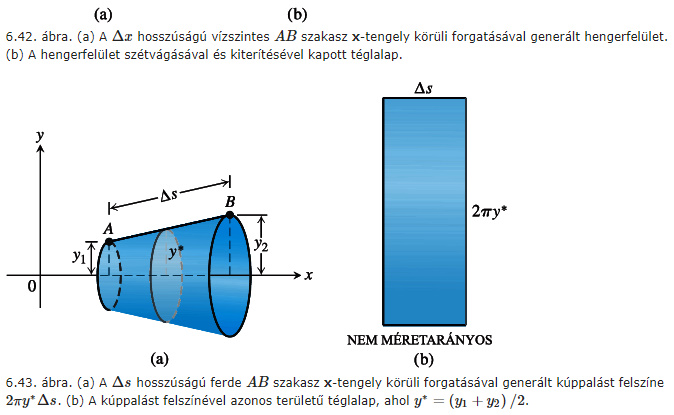 (a) (b)
6.42. ábra. (a) A Δx hosszúságú vízszintes AB szakasz x-tengely körüli forgatásával generált hengerfelület.
(b) A hengerfelület szétvágásával és kiterítésével kapott téglalap.
Δs
y
Δs
B
A
2πy*
y₁
y*
y₂
0
x
NEM MÉRETARÁNYOS
(a) (b)
6.43. ábra. (a) A Δs hosszúságú ferde AB szakasz x-tengely körüli forgatásával generált kúppalást felszíne
2πy*Δs. (b) A kúppalást felszínével azonos területű téglalap, ahol y* = (y₁ + y₂) /2.